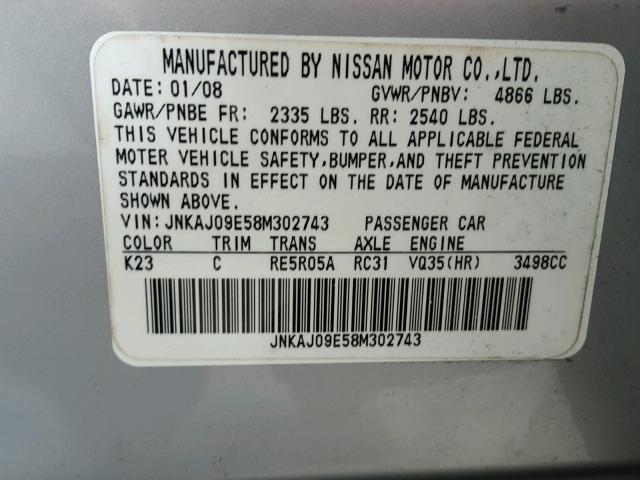 MANUFACTURED BY NISSAN MOTOR CO.,LTD.
DATE: 01/08 GVWR/PNBV: 4866 LBS.
GAWR/PNBE FR: 2335 LBS. RR: 2540 LBS.
THIS VEHICLE CONFORMS TO ALL APPLICABLE FEDERAL
MOTER VEHICLE SAFETY,BUMPER,AND THEFT PREVENTION
STANDARDS IN EFFECT ON THE DATE OF MANUFACTURE
SHOWN ABOVE.
VIN: JNKAJ09E58M302743 PASSENGER CAR
COLOR TRIM TRANS AXLE ENGINE
K23 C RE5R05A RC31 VQ35(HR) 3498CC
JNKAJ09E58M302743